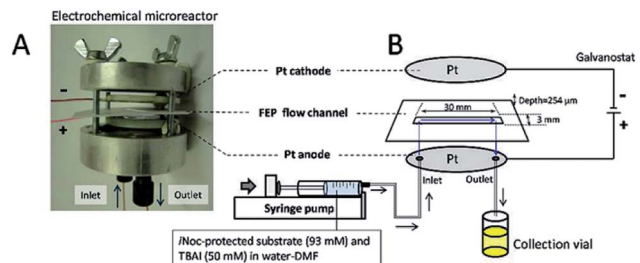 Electrochemical microreactor
A
B
Galvanostat
Pt cathode
Pt
-
-
Depth=254 μm
FEP flow channel
30 mm
3 mm
+
+
Pt anode
Pt
Inlet
Outlet
Inlet
Outlet
Syringe pump
iNoc-protected substrate (93 mM) and
TBAI (50 mM) in water-DMF
Collection vial